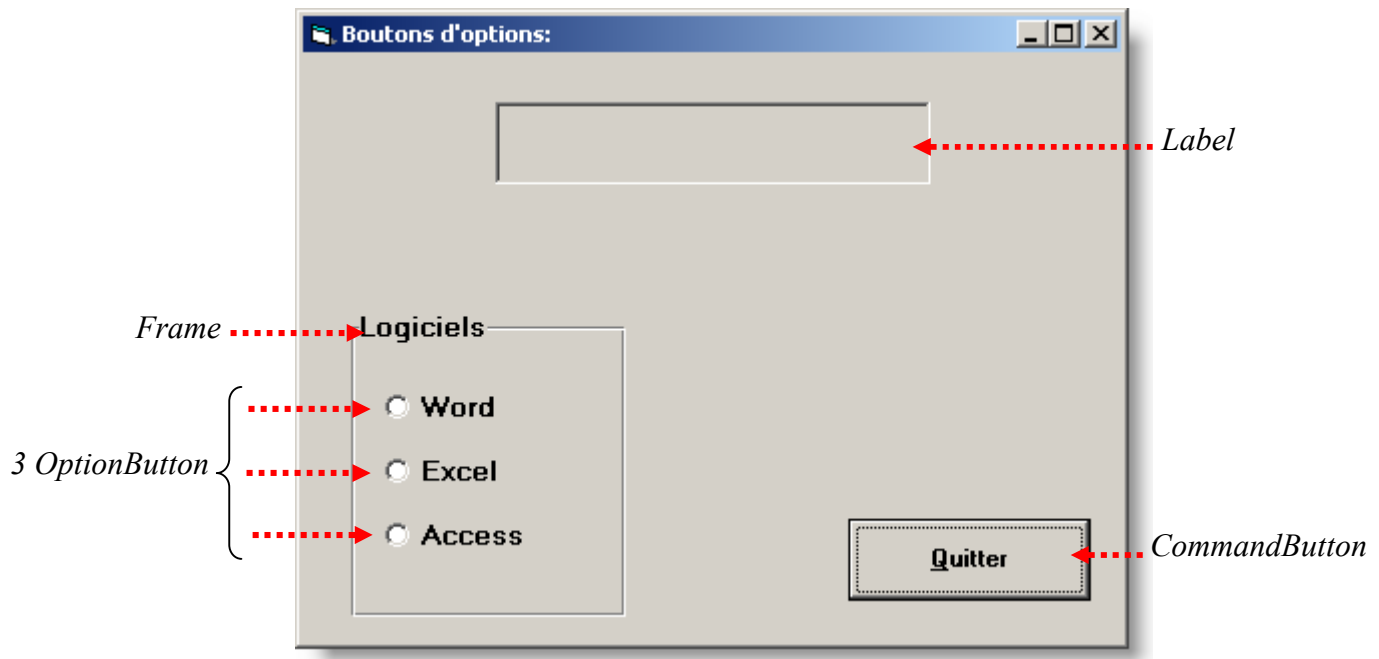 Boutons d'options:
Label
Frame
Logiciels
Word
3 OptionButton
Excel
Access
Quitter
CommandButton